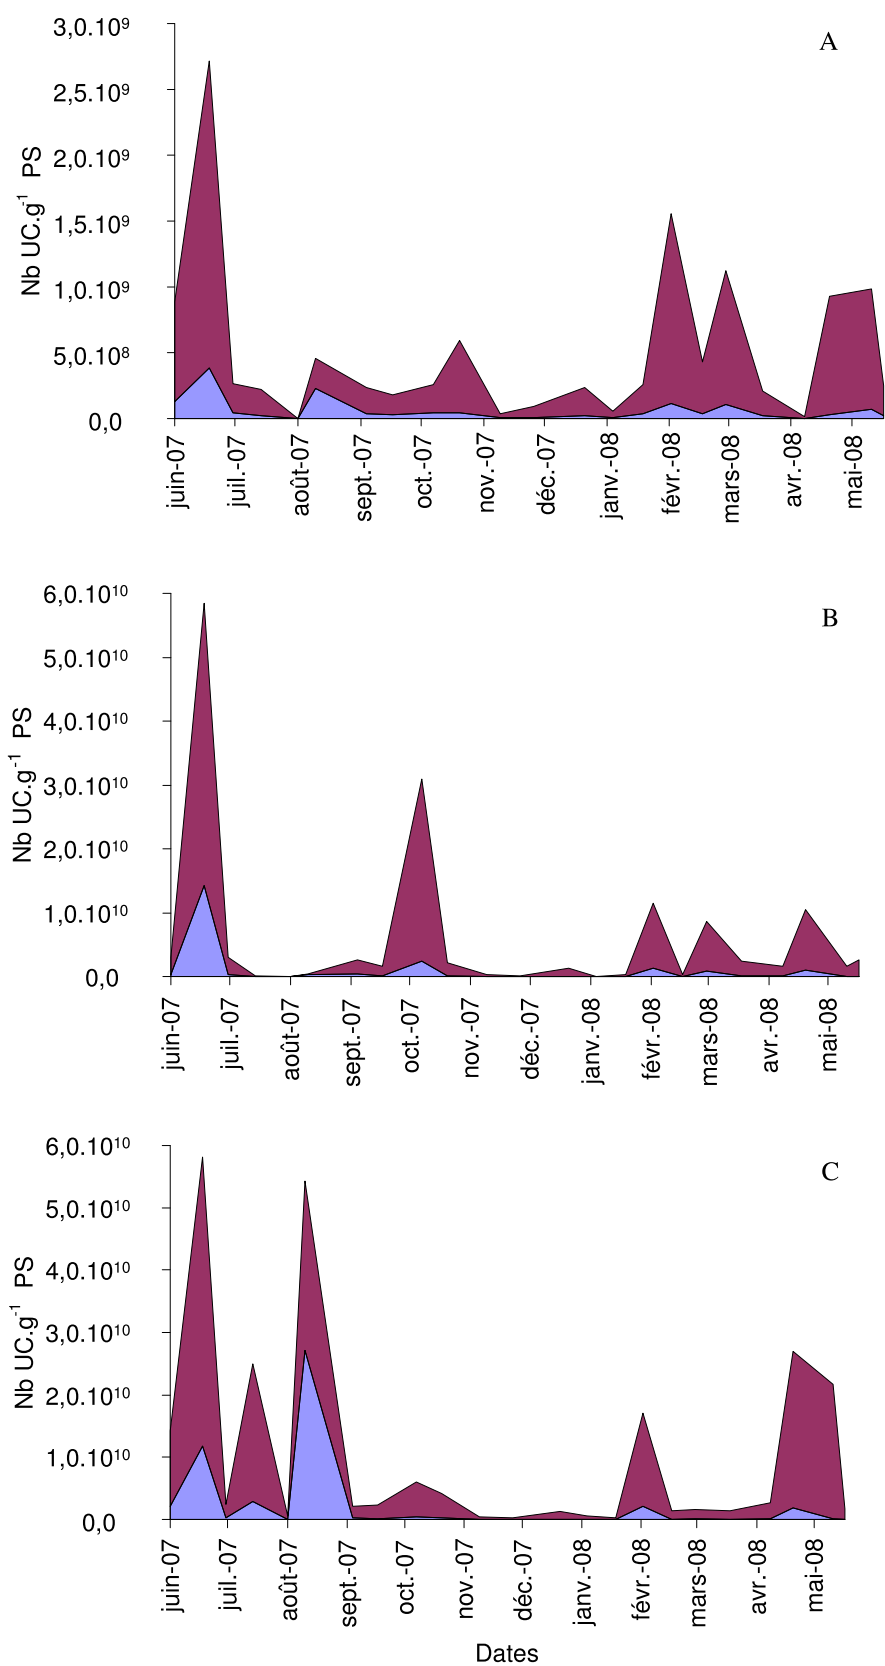 A
3,0.10⁹
2,5.10⁹
2,0.10⁹
1,5.10⁹
1,0.10⁹
5,0.10⁸
0,0
Nb UC.g⁻¹ PS
juin-07 juil.-07 août-07 sept.-07 oct.-07 nov.-07 déc.-07 janv.-08 févr.-08 mars-08 avr.-08 mai-08
B
6,0.10¹⁰
5,0.10¹⁰
4,0.10¹⁰
3,0.10¹⁰
2,0.10¹⁰
1,0.10¹⁰
0,0
Nb UC.g⁻¹ PS
juin-07 juil.-07 août-07 sept.-07 oct.-07 nov.-07 déc.-07 janv.-08 févr.-08 mars-08 avr.-08 mai-08
C
6,0.10¹⁰
5,0.10¹⁰
4,0.10¹⁰
3,0.10¹⁰
2,0.10¹⁰
1,0.10¹⁰
0,0
Nb UC.g⁻¹ PS
juin-07 juil.-07 août-07 sept.-07 oct.-07 nov.-07 déc.-07 janv.-08 févr.-08 mars-08 avr.-08 mai-08
Dates